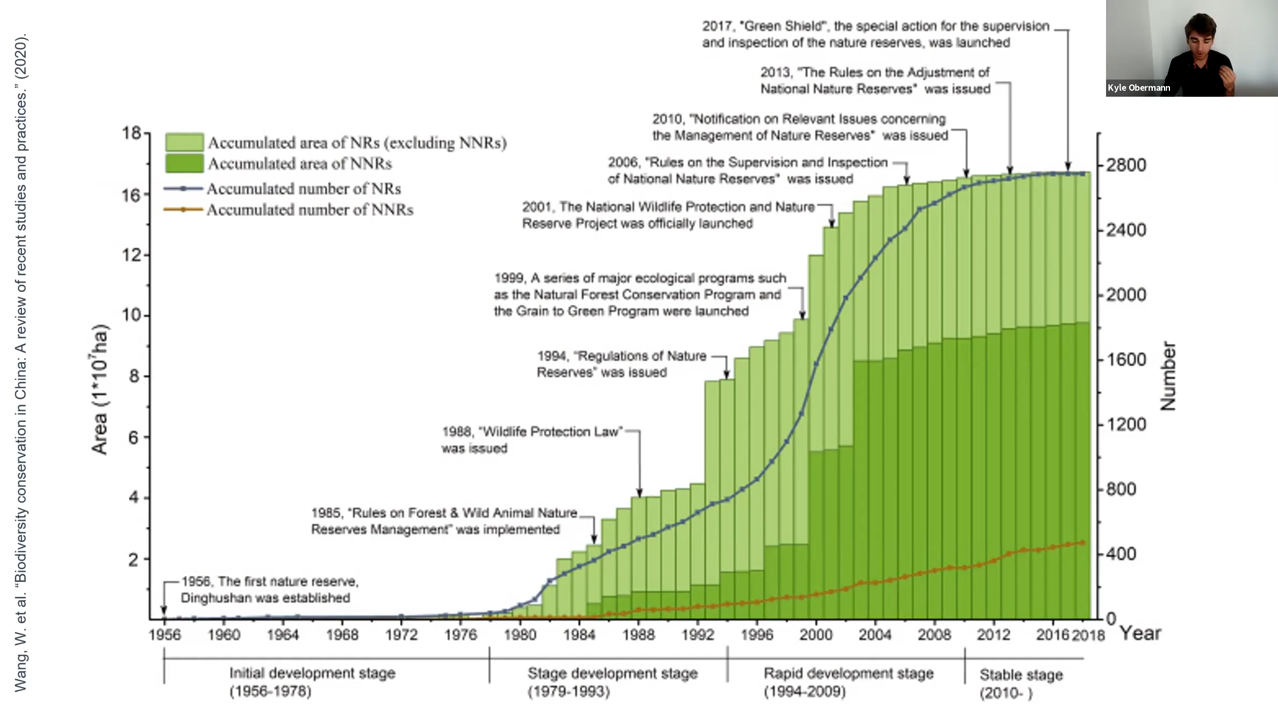 Wang, W. et al. “Biodiversity conservation in China: A review of recent studies and practices.” (2020).
2017, "Green Shield", the special action for the supervision
and inspection of the nature reserves, was launched
Kyle Obermann
2013, "The Rules on the Adjustment of
National Nature Reserves" was issued
2010, "Notification on Relevant Issues concerning
the Management of Nature Reserves" was issued
2006, "Rules on the Supervision and Inspection
of National Nature Reserves" was issued
2001, The National Wildlife Protection and Nature
Reserve Project was officially launched
1999, A series of major ecological programs such
as the Natural Forest Conservation Program and
the Grain to Green Program were launched
1994, "Regulations of Nature
Reserves" was issued
1988, "Wildlife Protection Law"
was issued
1985, "Rules on Forest & Wild Animal Nature
Reserves Management" was implemented
1956, The first nature reserve,
Dinghushan was established
Accumulated area of NRs (excluding NNRs)
Accumulated area of NNRs
Accumulated number of NRs
Accumulated number of NNRs
Area (1*10⁷ha)
18
16
14
12
10
8
6
4
2
2800
2400
2000
1600
1200
800
400
0
Number
1956 1960 1964 1968 1972 1976 1980 1984 1988 1992 1996 2000 2004 2008 2012 2016 2018 Year
Initial development stage
(1956-1978)
Stage development stage
(1979-1993)
Rapid development stage
(1994-2009)
Stable stage
(2010- )